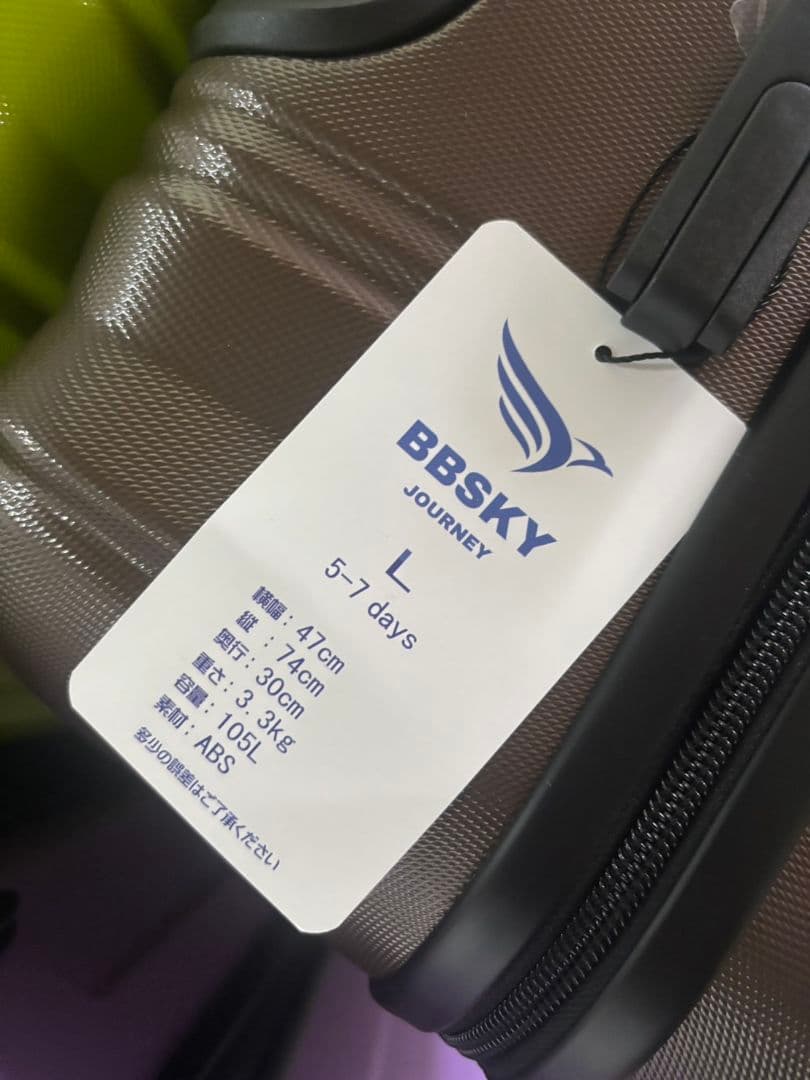 BBSKY
JOURNEY
L
5-7 days
横幅：47cm
縦：74cm
奥行：30cm
重さ：3.3kg
容量：105L
素材：ABS
多少の誤差はご了承ください